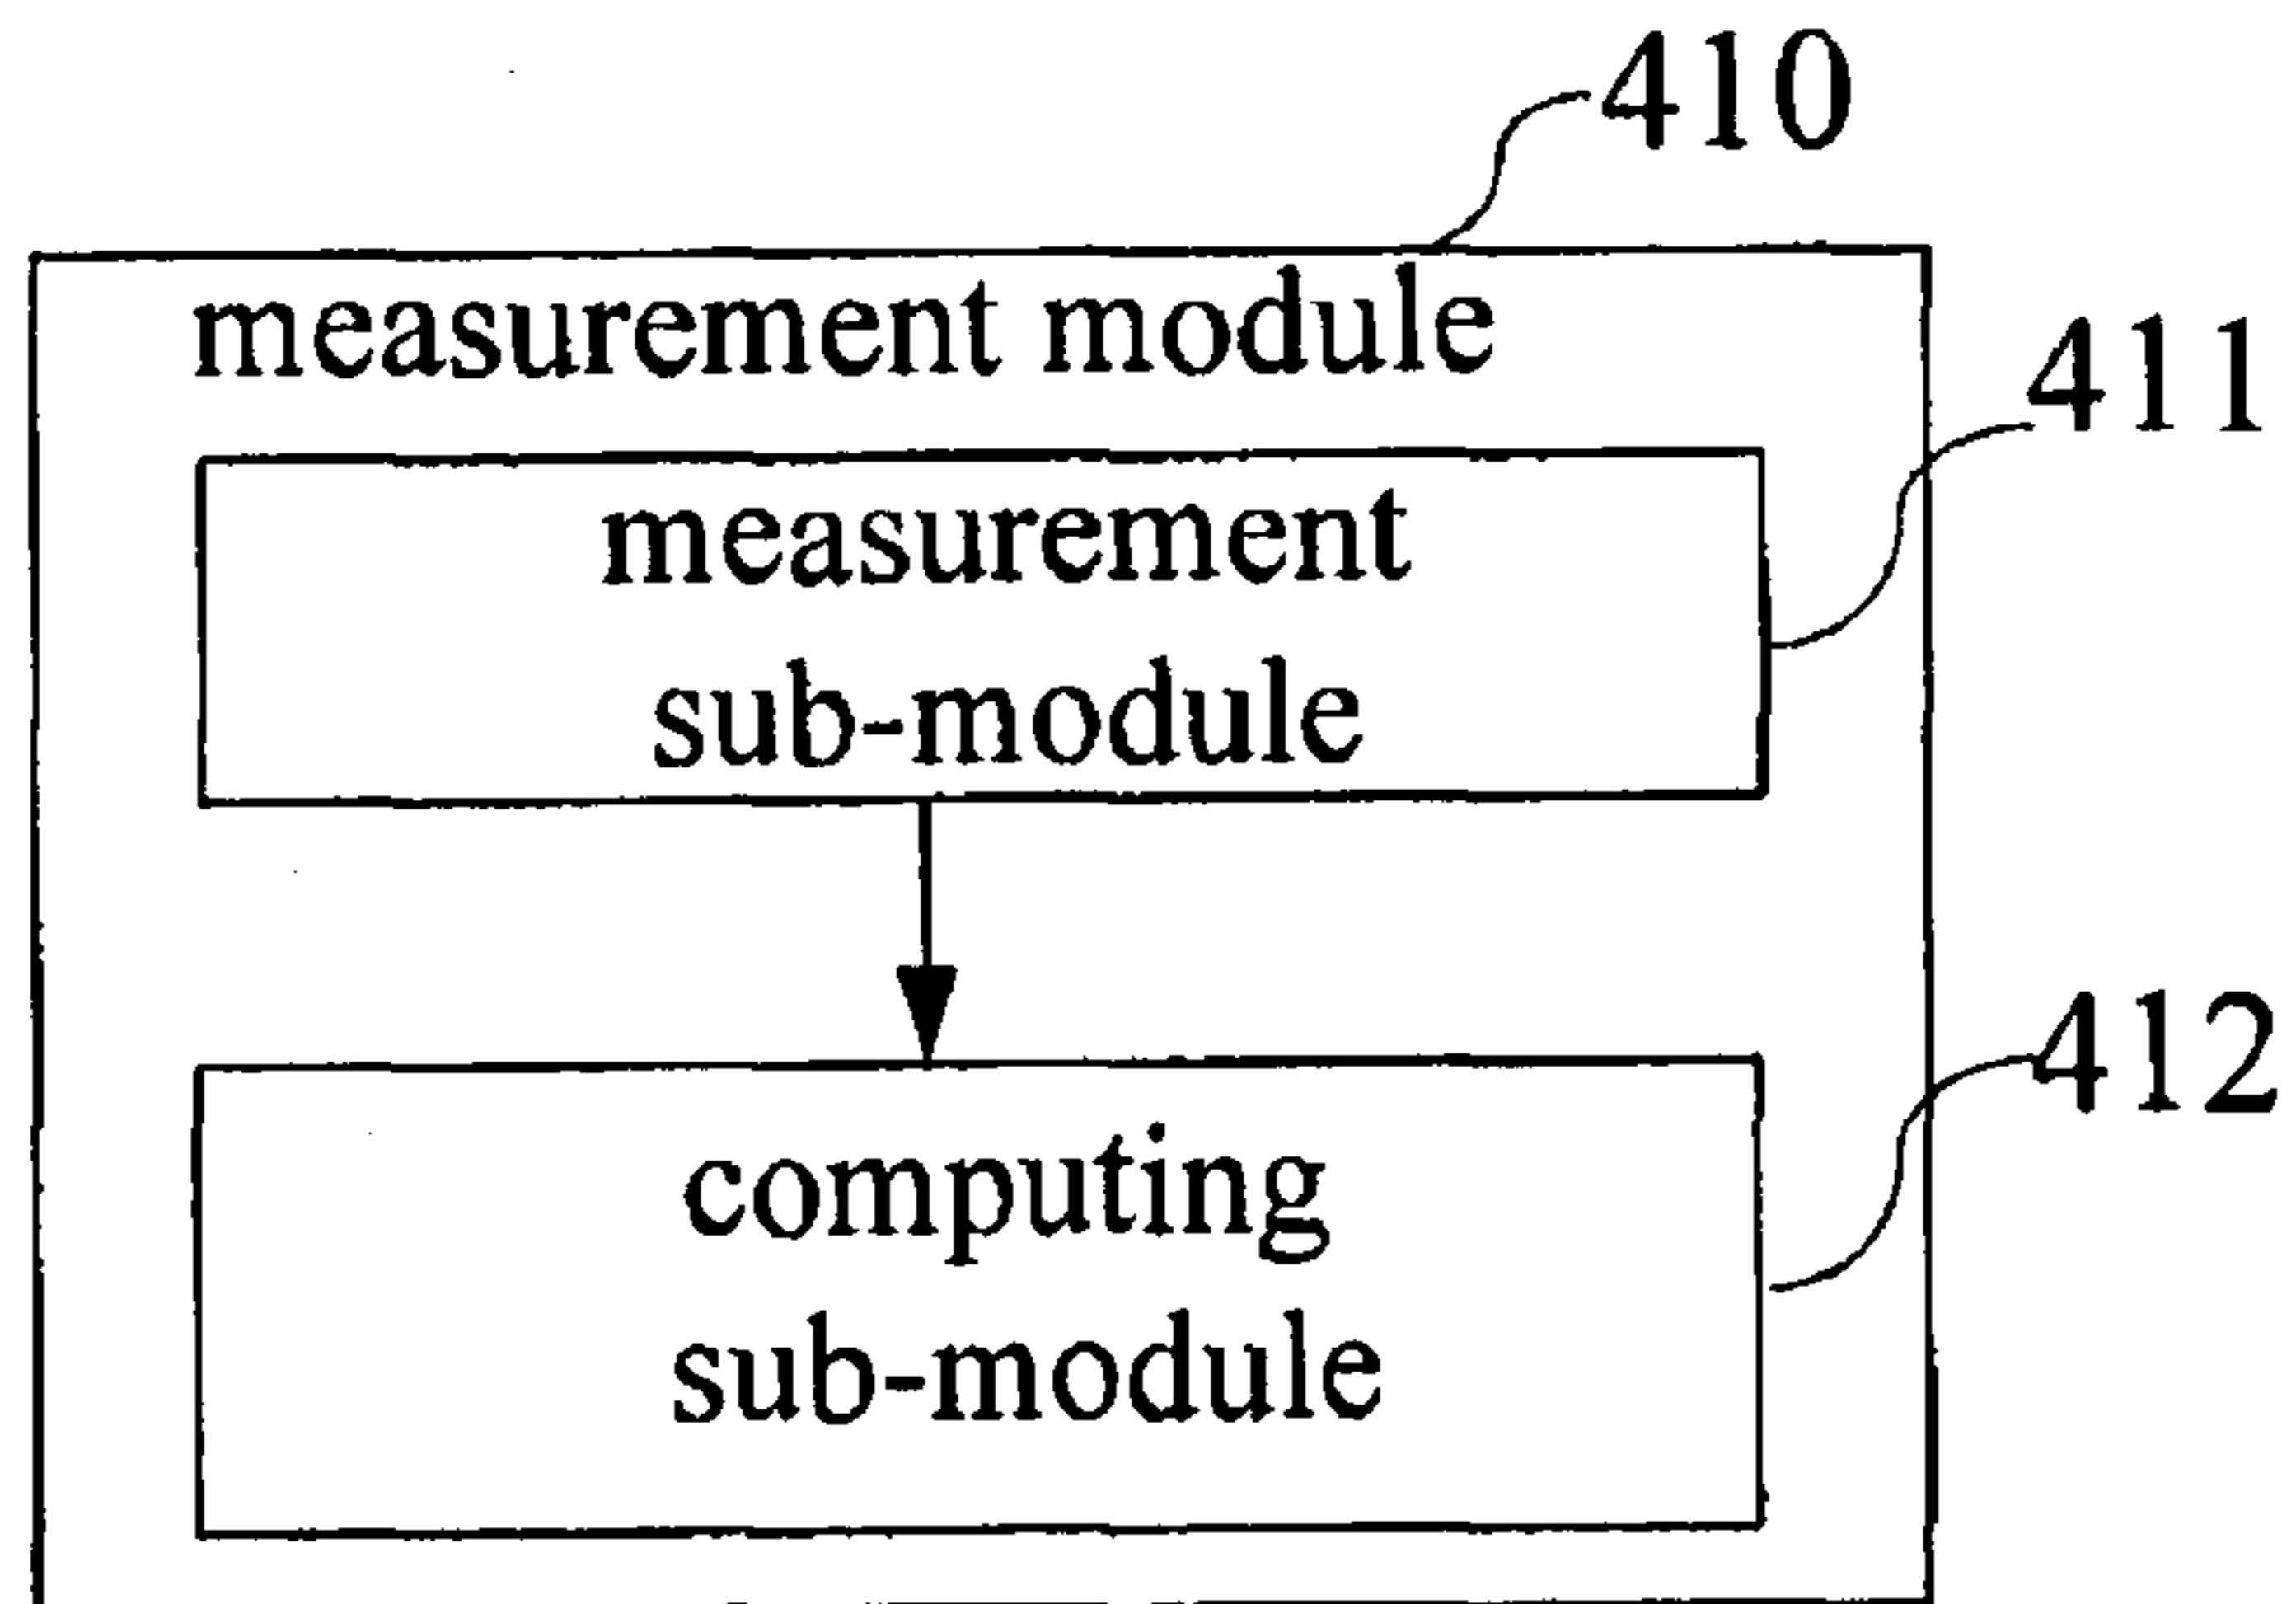 410
measurement module
411
measurement
sub-module
412
computing
sub-module